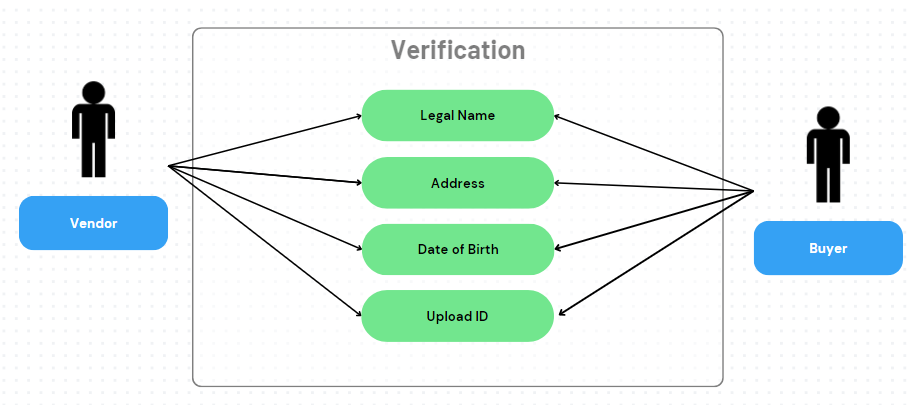 Verification
Legal Name
Address
Vendor
Date of Birth
Buyer
Upload ID